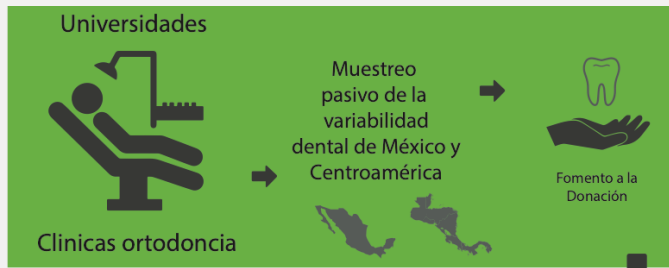 Universidades
Clinicas ortodoncia
Muestreo
pasivo de la
variabilidad
dental de México y
Centroamérica
Fomento a la
Donación